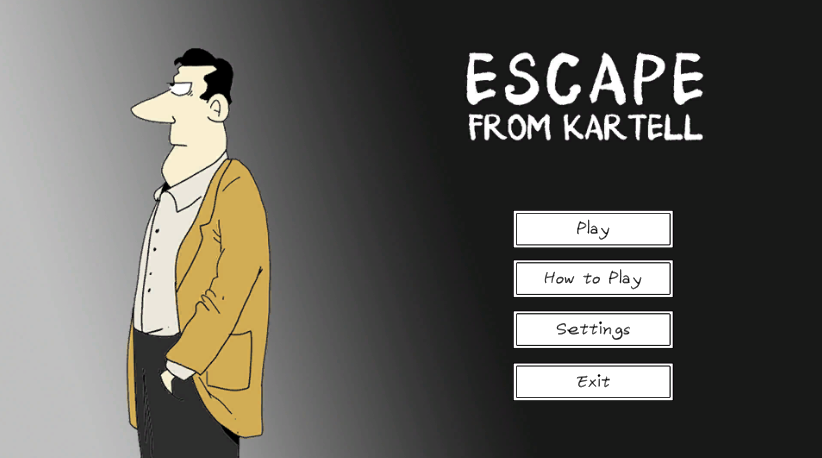 ESCAPE
FROM KARTELL
Play
How to Play
Settings
Exit